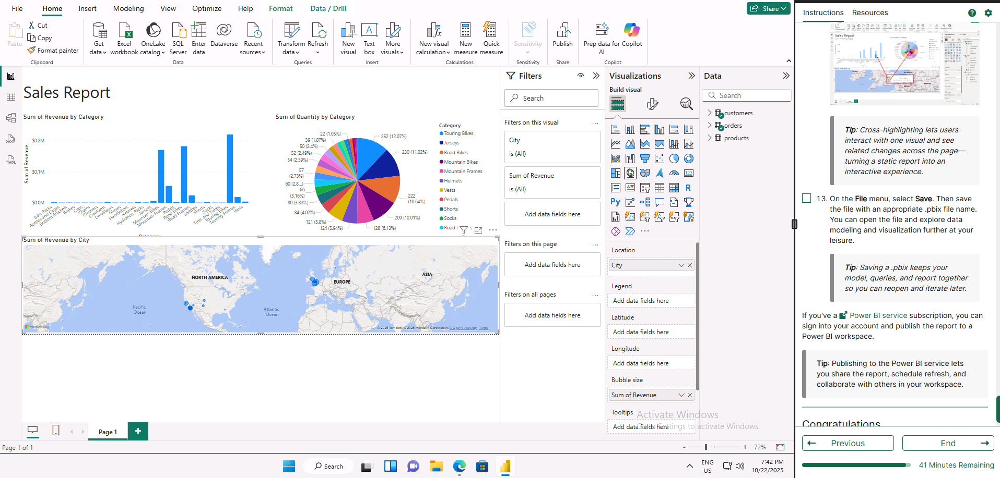 File Home Insert Modeling View Optimize Help Format Data / Drill Share
Paste
Cut
Copy
Format painter
Clipboard
Get data
Excel workbook
OneLake catalog
SQL Server
Enter data
Dataverse
Recent sources
Data
Transform data
Refresh
Queries
New visual
Text box
More visuals
Insert
New visual calculation
New measure
Quick measure
Calculations
Sensitivity
Sensitivity
Publish
Share
Prep data for AI
Copilot
Copilot
Sales Report
Sum of Revenue by Category
Sum of Revenue
$0.2M
$0.1M
$0.0M
Bike Racks
Bottles and Cages
Bottom Brackets
Brakes
Caps
Chains
Cleaners
Cranksets
Derailleurs
Gloves
Handlebars
Helmets
Hydration Packs
Jerseys
Mountain Bikes
Mountain Frames
Pedals
Road Bikes
Road Frames
Saddles
Shorts
Socks
Tires and Tubes
Touring Bikes
Touring Frames
Vests
Sum of Quantity by Category
22 (1.05%)
39 (1.87%)
50 (2.4%)
52 (2.49%)
54 (2.59%)
57
(2.73%)
60 (2.8...)
66
(3.16%)
80 (3.83%)
84 (4.02%)
121 (5.8%)
124 (5.94%)
128 (6.13%)
209 (10.01%)
222
(10.64%)
230 (11.02%)
252 (12.07%)
Category
Touring Bikes
Jerseys
Road Bikes
Mountain Bikes
Mountain Frames
Helmets
Vests
Pedals
Shorts
Socks
Road
Sum of Revenue by City
NORTH AMERICA
EUROPE
ASIA
Pacific
Ocean
Atlantic
Ocean
Microsoft Bing
© 2025 TomTom, © 2025 Microsoft Corporation, © OpenStreetMap Terms
Page 1
Page 1 of 1
72%
Filters
Search
Filters on this visual
City
is (All)
Sum of Revenue
is (All)
Add data fields here
Filters on this page
Add data fields here
Filters on all pages
Add data fields here
Visualizations
Build visual
Location
City
Legend
Add data fields here
Latitude
Add data fields here
Longitude
Add data fields here
Bubble size
Sum of Revenue
Tooltips
Add data fields here
Data
Search
customers
orders
products
Activate Windows
Go to Settings to activate Windows.
Search
ENG
US
7:42 PM
10/22/2025
Instructions Resources
Sales Report
Tip: Cross-highlighting lets users
interact with one visual and see
related changes across the page—
turning a static report into an
interactive experience.
13. On the File menu, select Save. Then save
the file with an appropriate .pbix file name.
You can open the file and explore data
modeling and visualization further at your
leisure.
Tip: Saving a .pbix keeps your
model, queries, and report together
so you can reopen and iterate later.
If you've a Power BI service subscription, you can
sign into your account and publish the report to a
Power BI workspace.
Tip: Publishing to the Power BI service lets
you share the report, schedule refresh, and
collaborate with others in your workspace.
Congratulations
Previous
End
41 Minutes Remaining